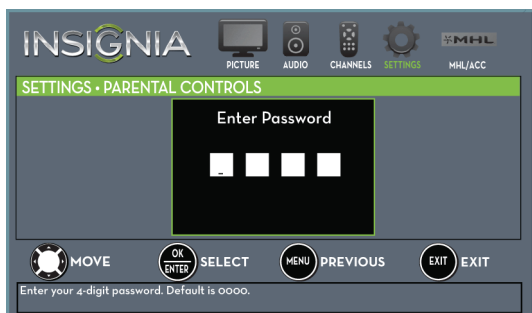 INSIGNIA
PICTURE AUDIO CHANNELS SETTINGS MHL MHL/ACC
SETTINGS • PARENTAL CONTROLS
Enter Password
-
OK ENTER MENU EXIT
MOVE SELECT PREVIOUS EXIT
Enter your 4-digit password. Default is 0000.